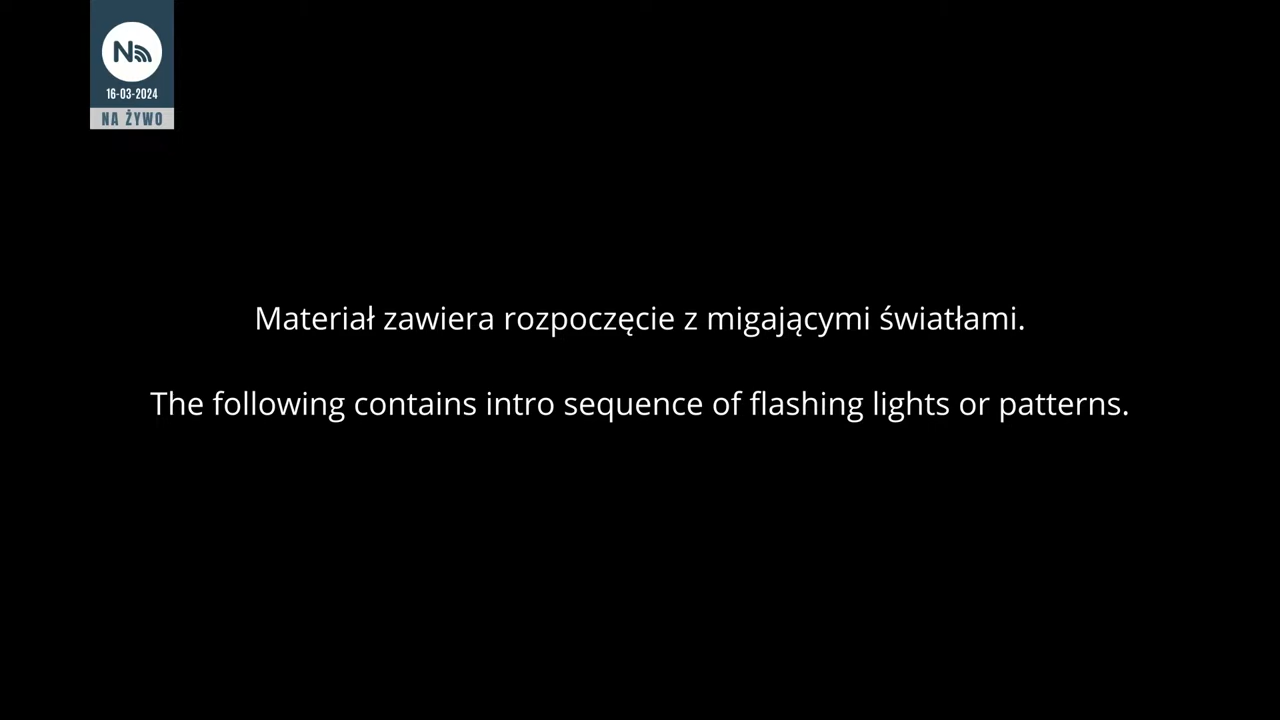 N
16-03-2024
NA ŻYWO
Materiał zawiera rozpoczęcie z migającymi światłami.
The following contains intro sequence of flashing lights or patterns.